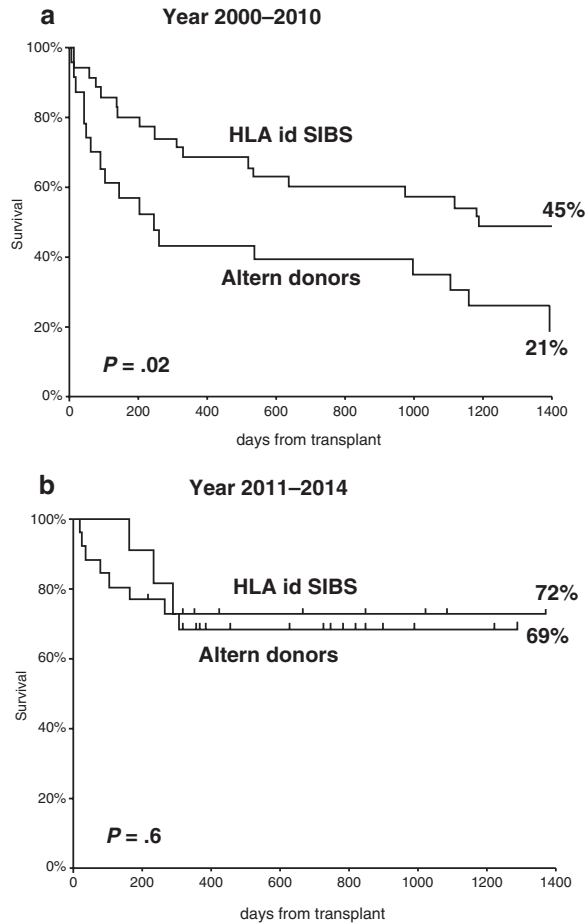 a
Year 2000–2010
100%
80%
60%
40%
20%
0%
Survival
HLA id SIBS
45%
Altern donors
21%
P = .02
0 200 400 600 800 1000 1200 1400
days from transplant
b
Year 2011–2014
100%
80%
60%
40%
20%
0%
Survival
HLA id SIBS
72%
69%
Altern donors
P = .6
0 200 400 600 800 1000 1200 1400
days from transplant